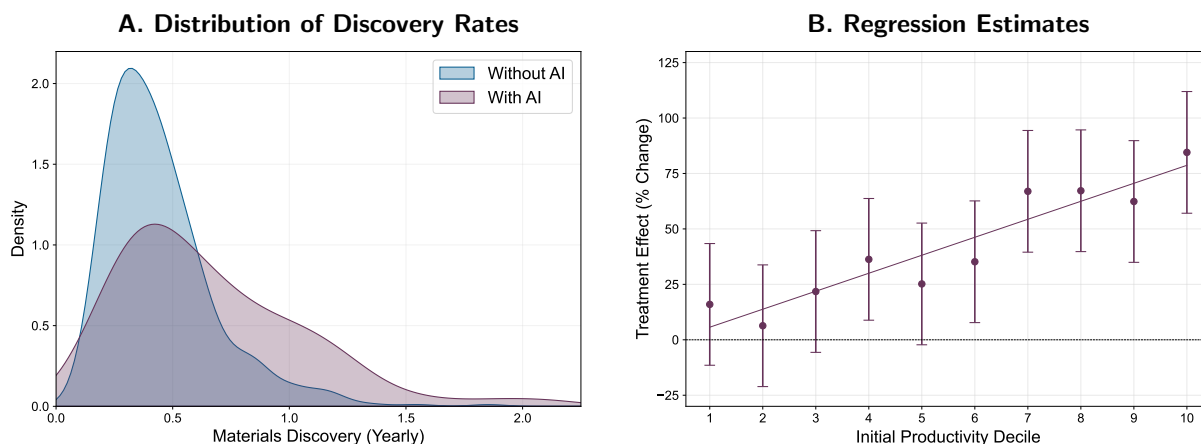 A. Distribution of Discovery Rates
Without AI
With AI
2.0
1.5
1.0
0.5
0.0
Density
0.0 0.5 1.0 1.5 2.0
Materials Discovery (Yearly)
B. Regression Estimates
125
100
75
50
25
0
−25
Treatment Effect (% Change)
1 2 3 4 5 6 7 8 9 10
Initial Productivity Decile